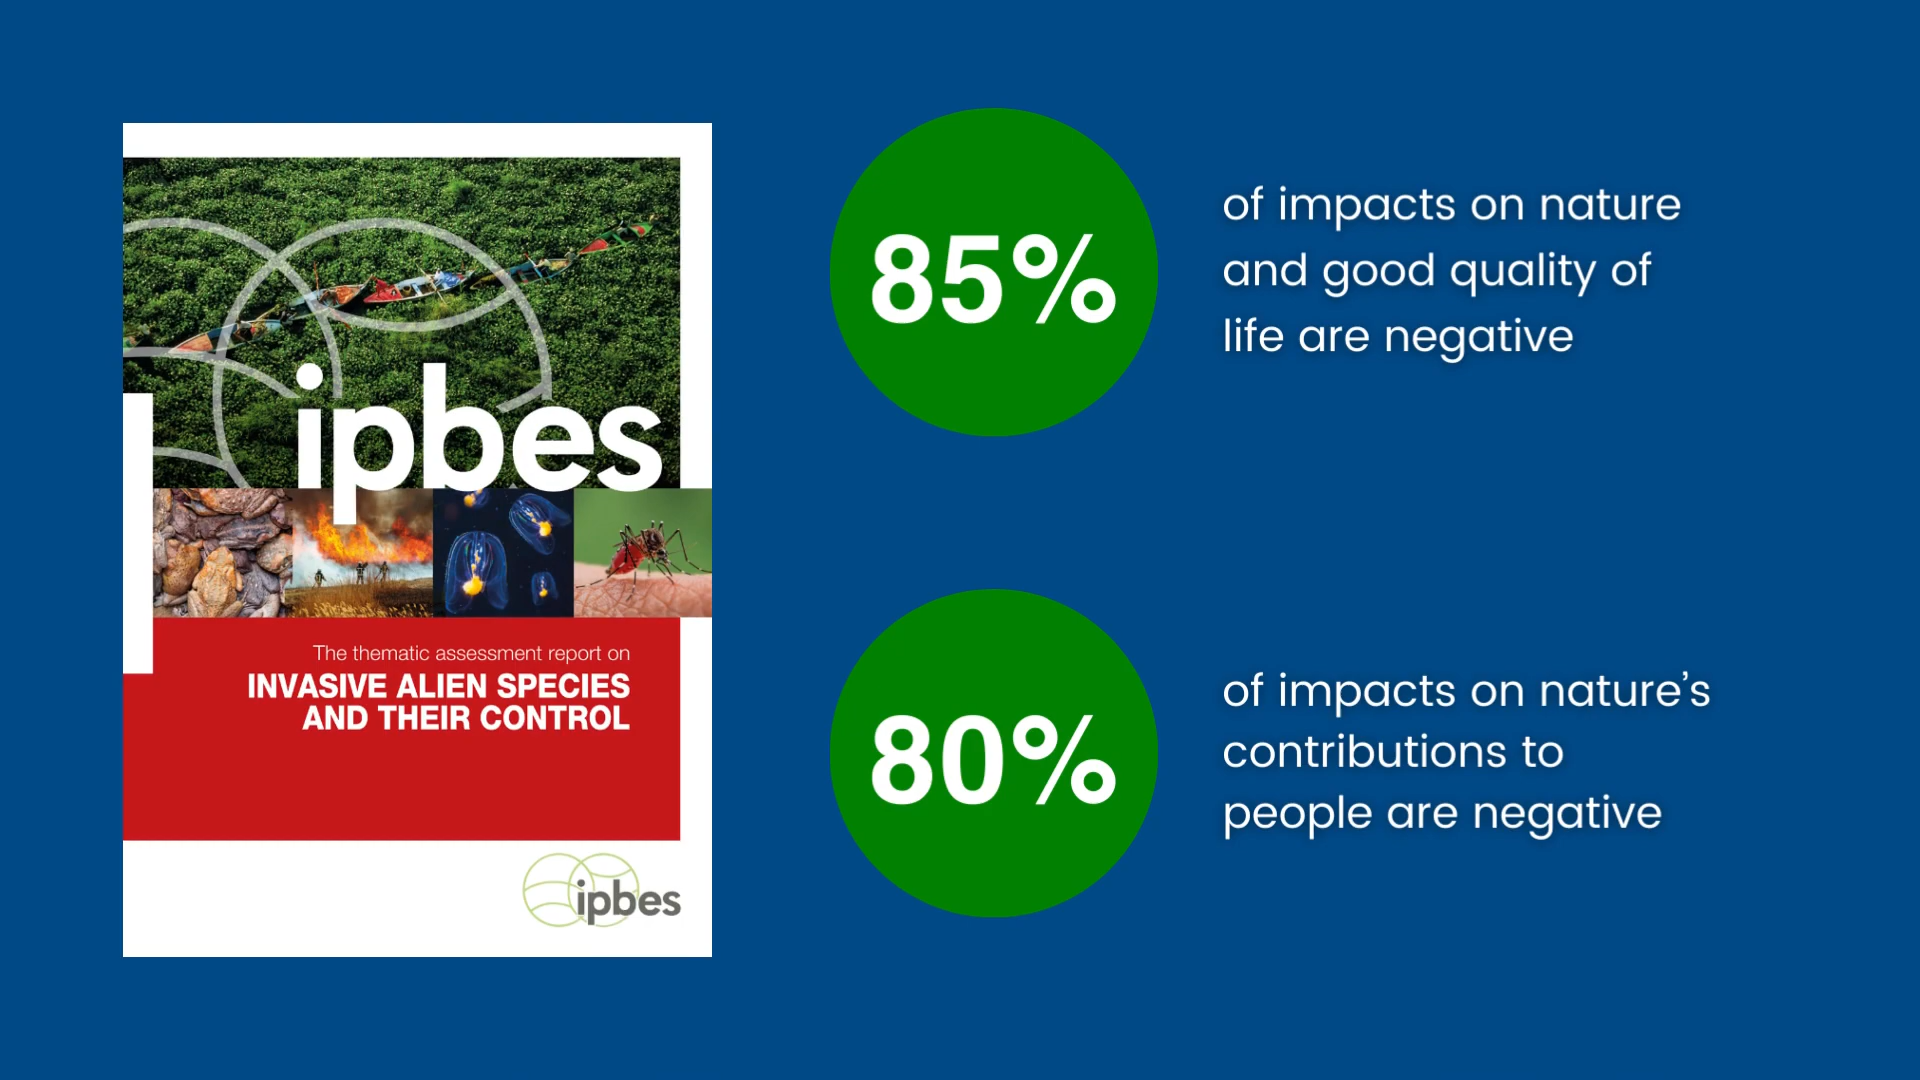 ipbes
The thematic assessment report on
INVASIVE ALIEN SPECIES
AND THEIR CONTROL
ipbes
85%
of impacts on nature
and good quality of
life are negative
80%
of impacts on nature’s
contributions to
people are negative